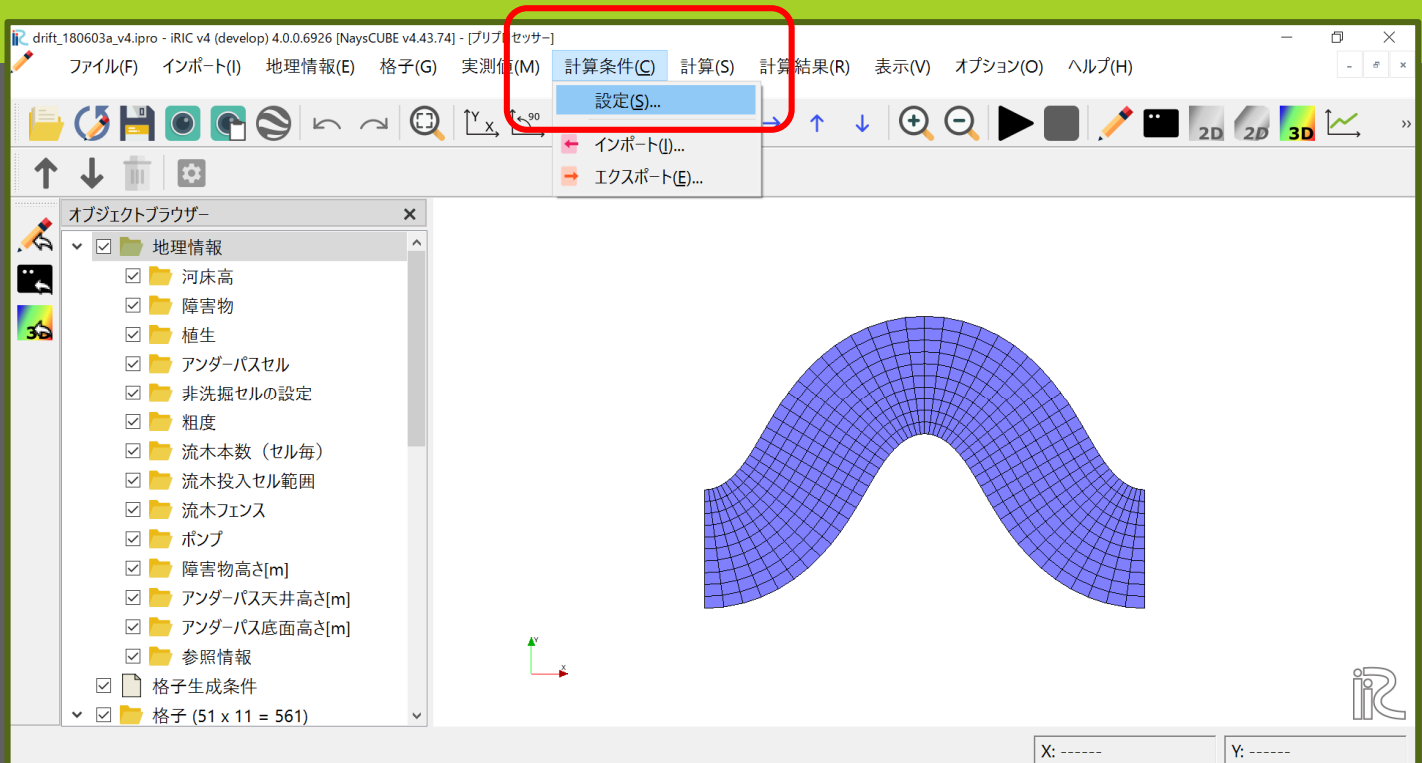 drift_180603a_v4.ipro - iRIC v4 (develop) 4.0.0.6926 [NaysCUBE v4.43.74] - [プリプロセッサー]
ファイル(F) インポート(I) 地理情報(E) 格子(G) 実測値(M) 計算条件(C) 計算(S) 計算結果(R) 表示(V) オプション(O) ヘルプ(H)
設定(S)...
インポート(I)...
エクスポート(E)...
Y X 90 2D 2D 3D »
オブジェクトブラウザー
3D
地理情報
河床高
障害物
植生
アンダーパスセル
非洗掘セルの設定
粗度
流木本数（セル毎）
流木投入セル範囲
流木フェンス
ポンプ
障害物高さ[m]
アンダーパス天井高さ[m]
アンダーパス底面高さ[m]
参照情報
格子生成条件
格子 (51 x 11 = 561)
Y
X
iRIC
X: ------ Y: ------